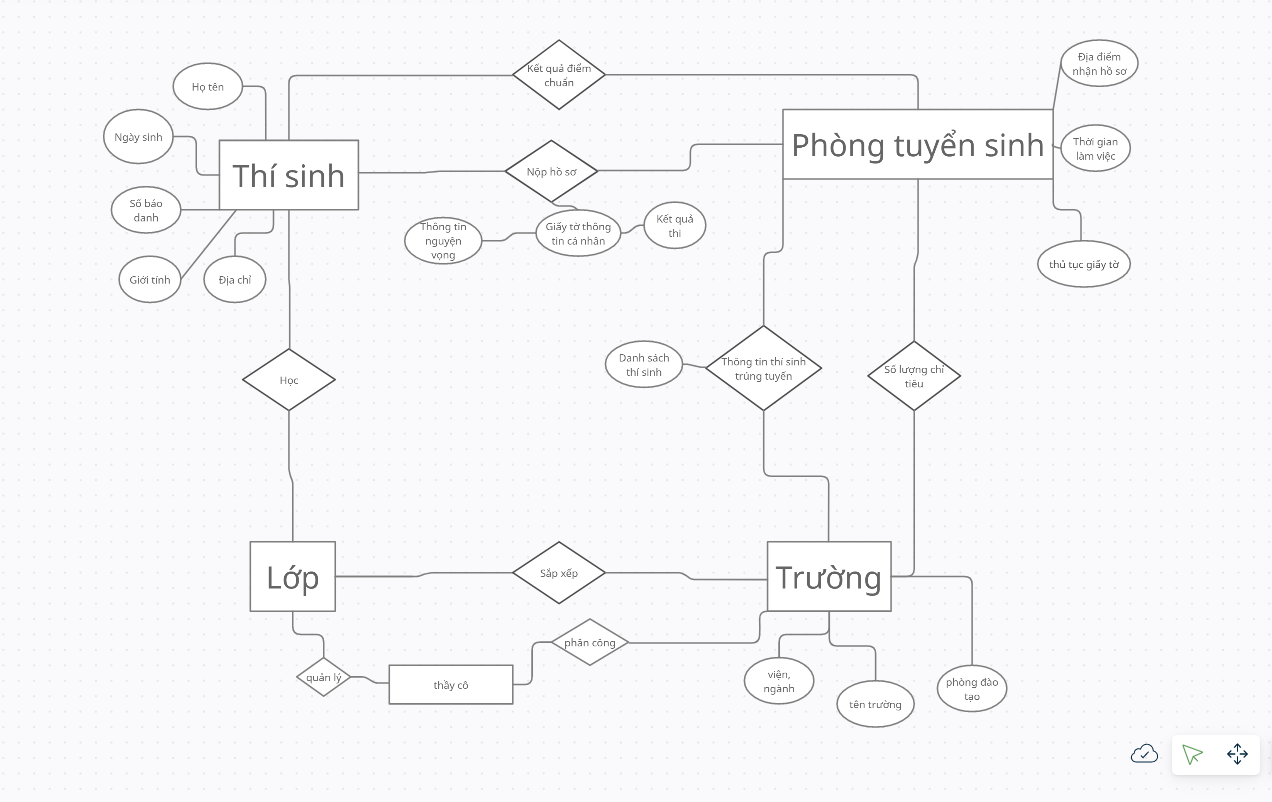 Kết quả điểm
chuẩn
Địa điểm
nhận hồ sơ
Họ tên
Ngày sinh
Thí sinh
Nộp hồ sơ
Phòng tuyển sinh
Thời gian
làm việc
Số báo
danh
Thông tin
nguyện
vọng
Giấy tờ thông
tin cá nhân
Kết quả
thi
Giới tính
Địa chỉ
thủ tục giấy tờ
Danh sách
thí sinh
Thông tin thí sinh
trúng tuyển
Số lượng chỉ
tiêu
Học
Lớp
Sắp xếp
Trường
phân công
quản lý
thầy cô
viện,
ngành
tên trường
phòng đào
tạo